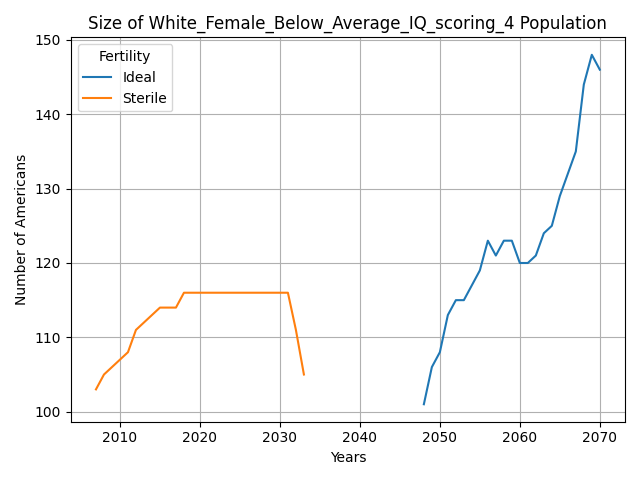 Size of White_Female_Below_Average_IQ_scoring_4 Population
Fertility
Ideal
Sterile
Number of Americans
150
140
130
120
110
100
2010 2020 2030 2040 2050 2060 2070
Years